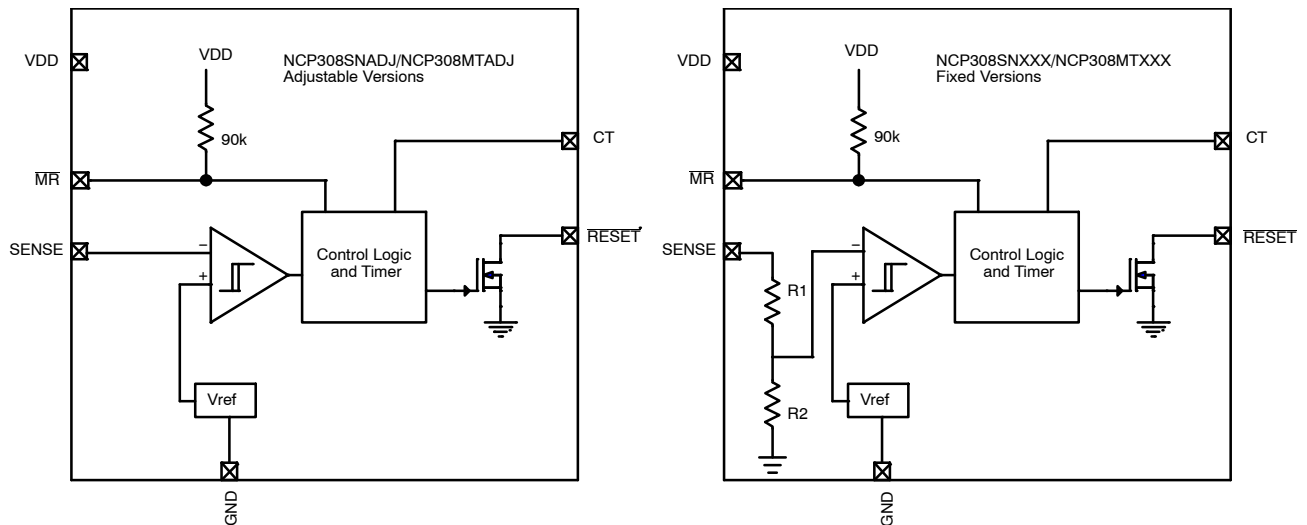 VDD
VDD
NCP308SNADJ/NCP308MTADJ
Adjustable Versions
90k
CT
MR
SENSE
−
+
Control Logic
and Timer
RESET
Vref
GND
VDD
VDD
NCP308SNXXX/NCP308MTXXX
Fixed Versions
90k
CT
MR
SENSE
−
+
Control Logic
and Timer
RESET
R1
R2
Vref
GND